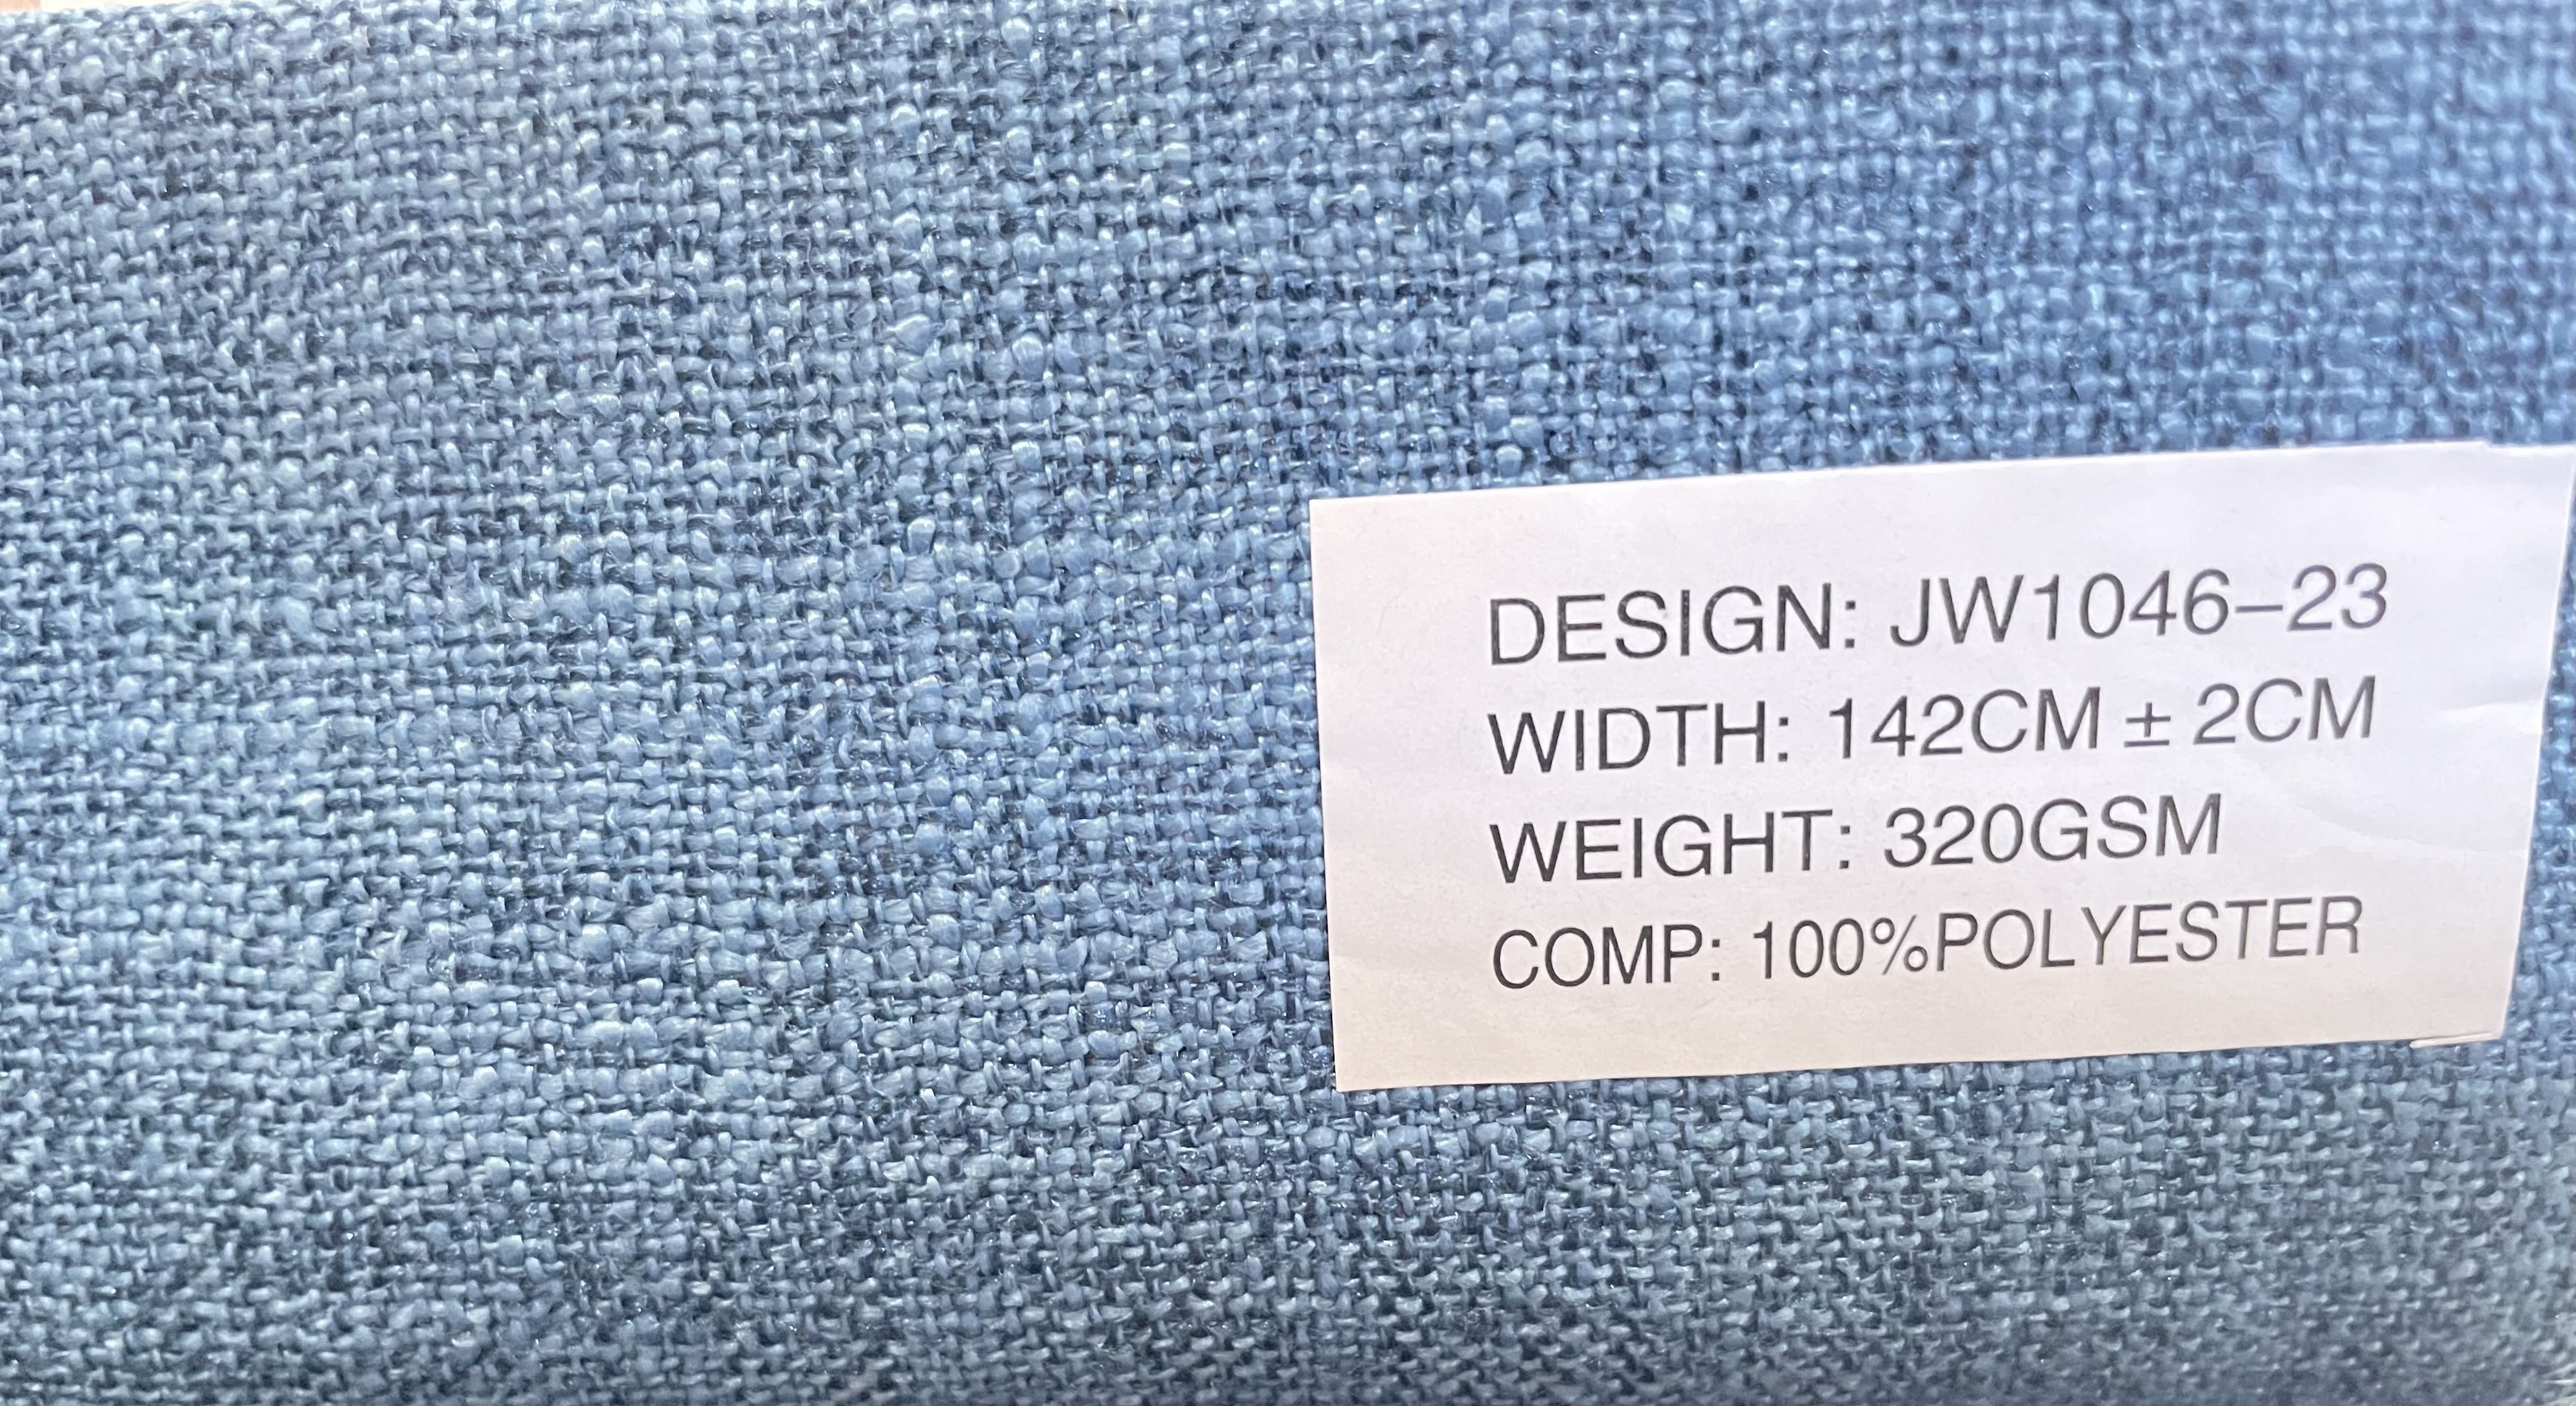 DESIGN: JW1046-23
WIDTH: 142CM ± 2CM
WEIGHT: 320GSM
COMP: 100%POLYESTER